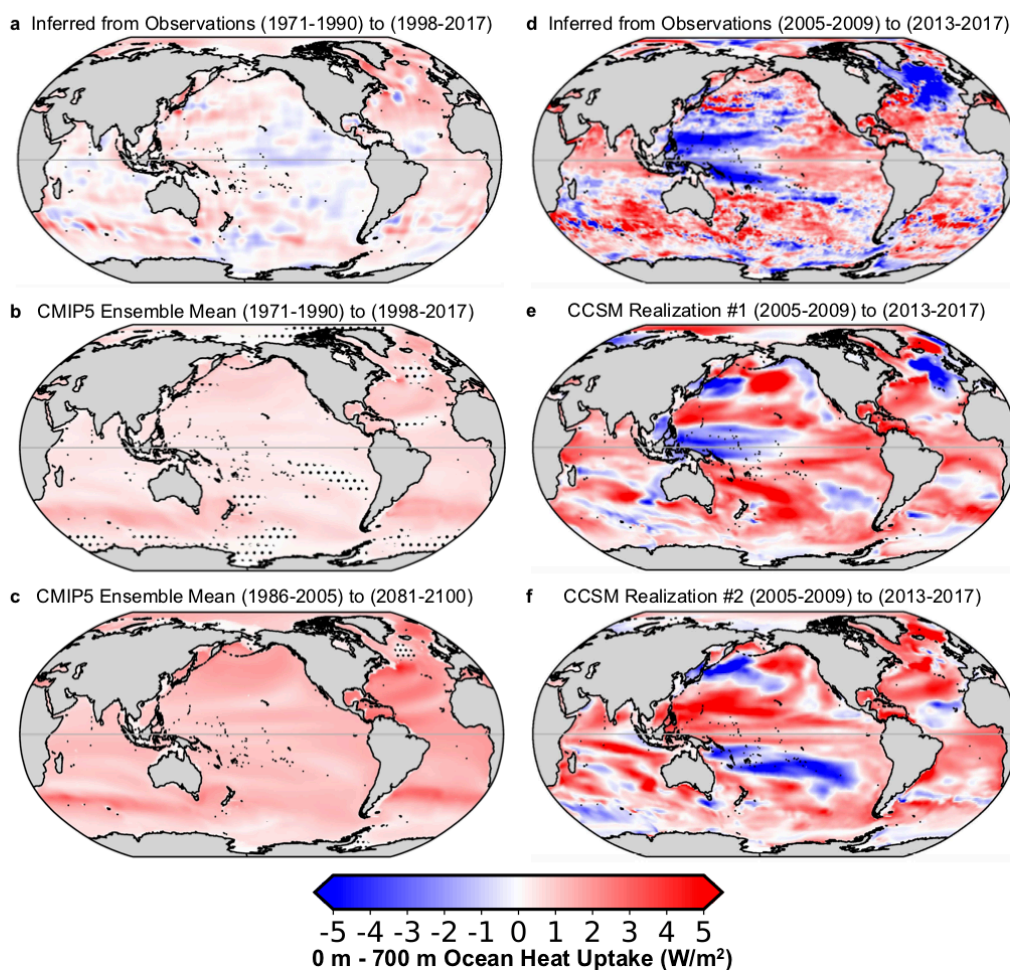 a Inferred from Observations (1971-1990) to (1998-2017)
d Inferred from Observations (2005-2009) to (2013-2017)
b CMIP5 Ensemble Mean (1971-1990) to (1998-2017)
e CCSM Realization #1 (2005-2009) to (2013-2017)
c CMIP5 Ensemble Mean (1986-2005) to (2081-2100)
f CCSM Realization #2 (2005-2009) to (2013-2017)
-5 -4 -3 -2 -1 0 1 2 3 4 5
0 m - 700 m Ocean Heat Uptake (W/m²)